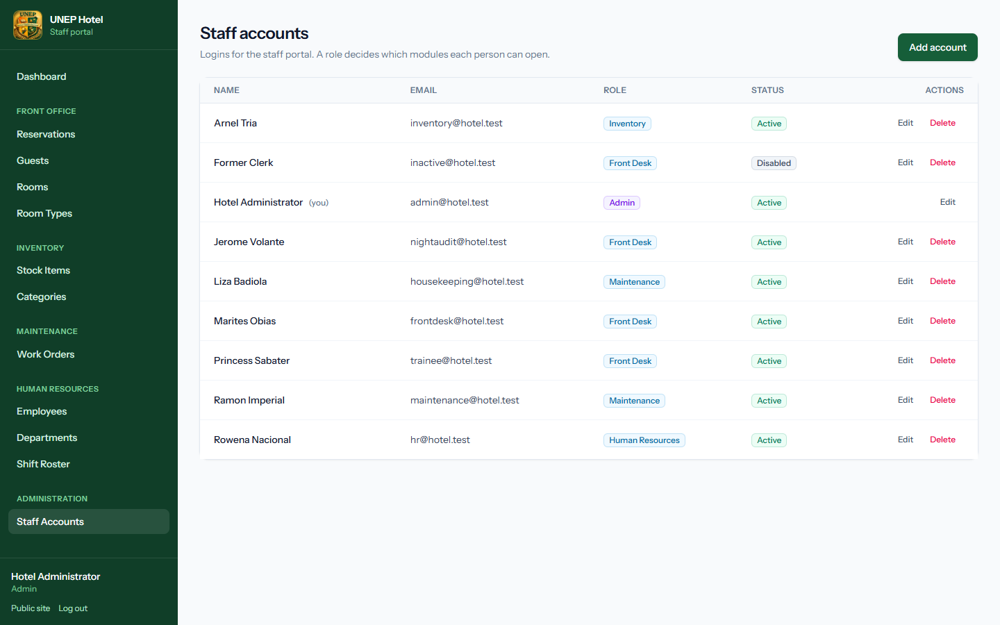 UNEP
UNEP Hotel
Staff portal
Dashboard
FRONT OFFICE
Reservations
Guests
Rooms
Room Types
INVENTORY
Stock Items
Categories
MAINTENANCE
Work Orders
HUMAN RESOURCES
Employees
Departments
Shift Roster
ADMINISTRATION
Staff Accounts
Hotel Administrator
Admin
Public site Log out
Staff accounts
Logins for the staff portal. A role decides which modules each person can open.
Add account
NAME EMAIL ROLE STATUS ACTIONS
Arnel Tria inventory@hotel.test Inventory Active Edit Delete
Former Clerk inactive@hotel.test Front Desk Disabled Edit Delete
Hotel Administrator (you) admin@hotel.test Admin Active Edit
Jerome Volante nightaudit@hotel.test Front Desk Active Edit Delete
Liza Badiola housekeeping@hotel.test Maintenance Active Edit Delete
Marites Obias frontdesk@hotel.test Front Desk Active Edit Delete
Princess Sabater trainee@hotel.test Front Desk Active Edit Delete
Ramon Imperial maintenance@hotel.test Maintenance Active Edit Delete
Rowena Nacional hr@hotel.test Human Resources Active Edit Delete